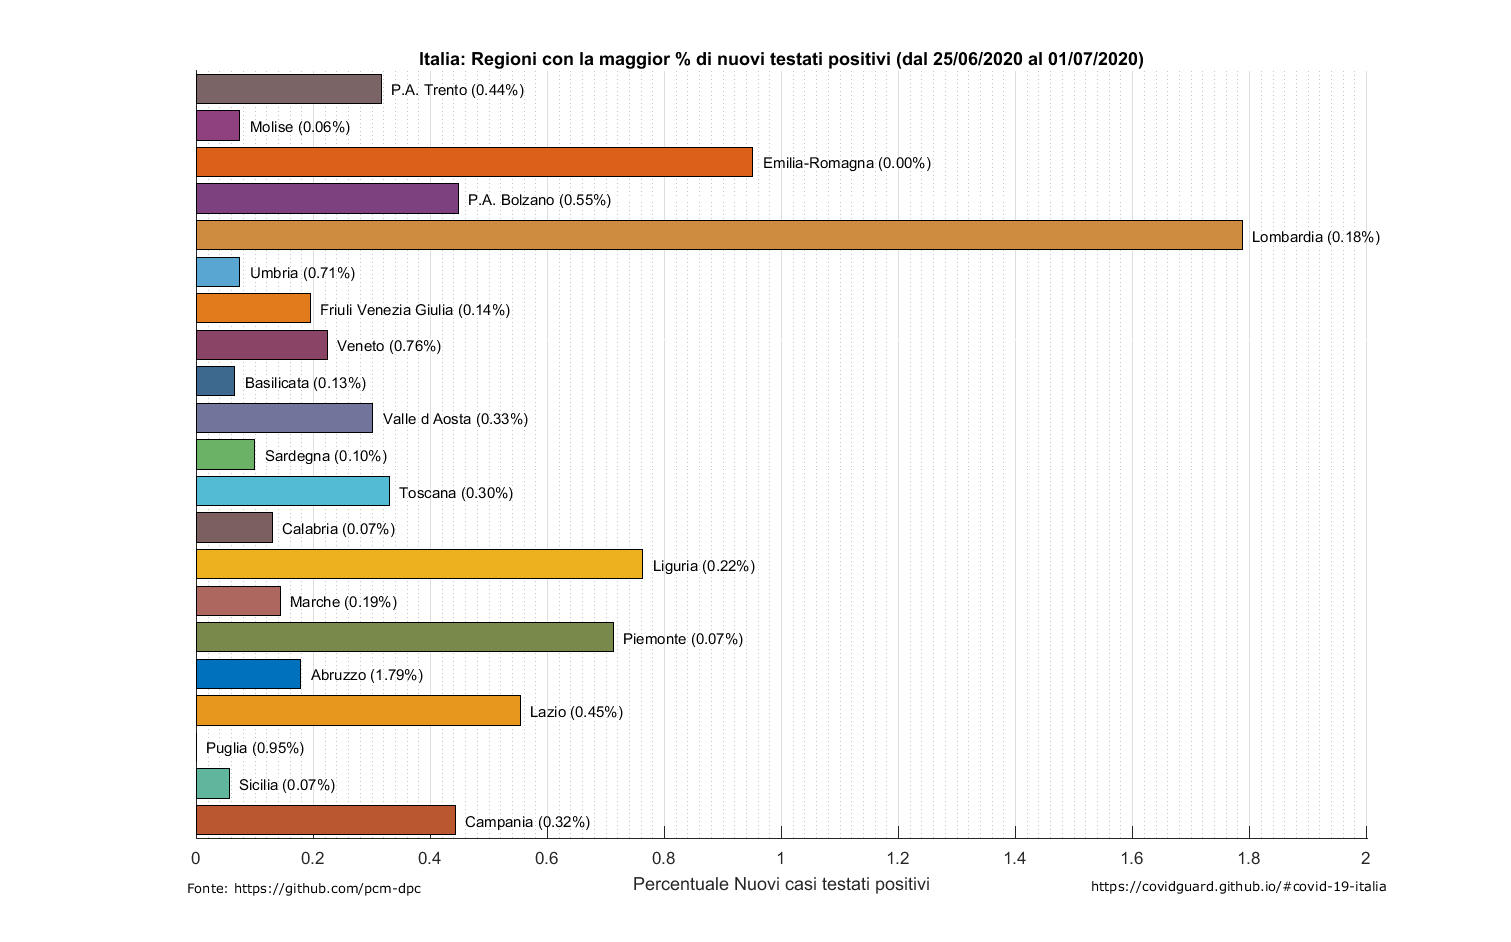 Italia: Regioni con la maggior % di nuovi testati positivi (dal 25/06/2020 al 01/07/2020)
P.A. Trento (0.44%)
Molise (0.06%)
Emilia-Romagna (0.00%)
P.A. Bolzano (0.55%)
Lombardia (0.18%)
Umbria (0.71%)
Friuli Venezia Giulia (0.14%)
Veneto (0.76%)
Basilicata (0.13%)
Valle d Aosta (0.33%)
Sardegna (0.10%)
Toscana (0.30%)
Calabria (0.07%)
Liguria (0.22%)
Marche (0.19%)
Piemonte (0.07%)
Abruzzo (1.79%)
Lazio (0.45%)
Puglia (0.95%)
Sicilia (0.07%)
Campania (0.32%)
0 0.2 0.4 0.6 0.8 1 1.2 1.4 1.6 1.8 2
Percentuale Nuovi casi testati positivi
Fonte: https://github.com/pcm-dpc
https://covidguard.github.io/#covid-19-italia